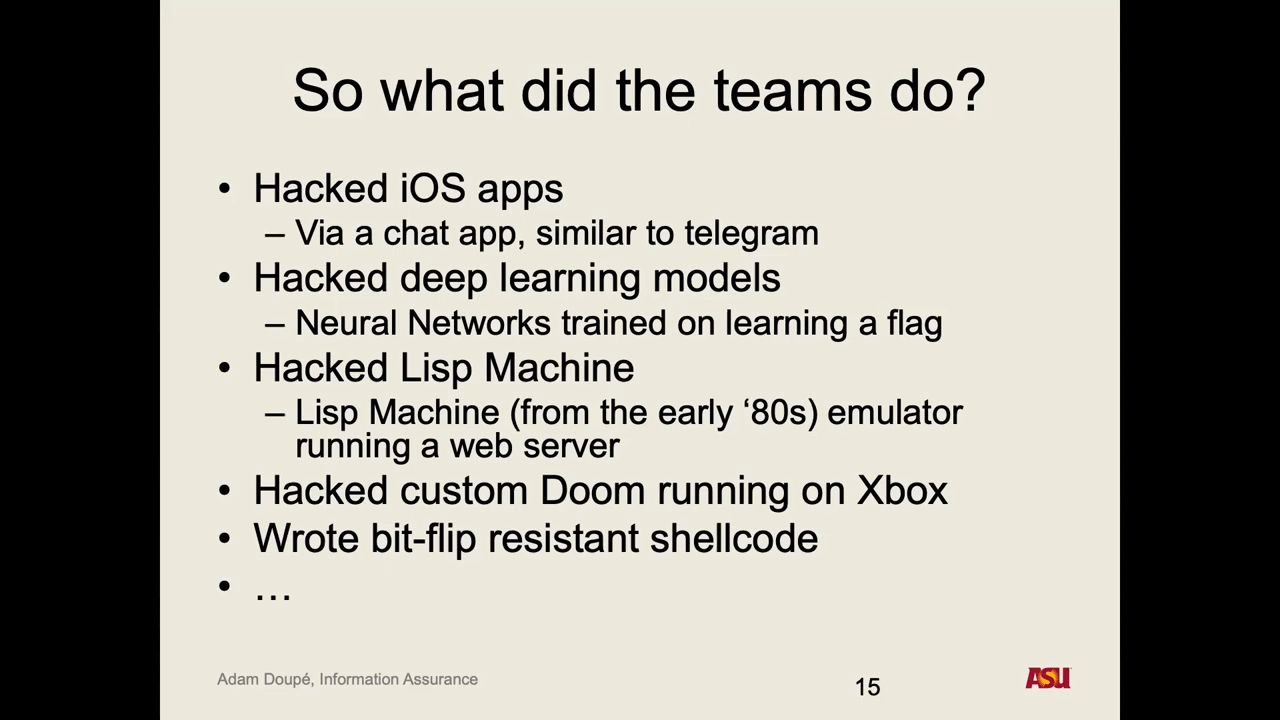 So what did the teams do?
• Hacked iOS apps
– Via a chat app, similar to telegram
• Hacked deep learning models
– Neural Networks trained on learning a flag
• Hacked Lisp Machine
– Lisp Machine (from the early ‘80s) emulator
running a web server
• Hacked custom Doom running on Xbox
• Wrote bit-flip resistant shellcode
• …
Adam Doupé, Information Assurance
15
ASU